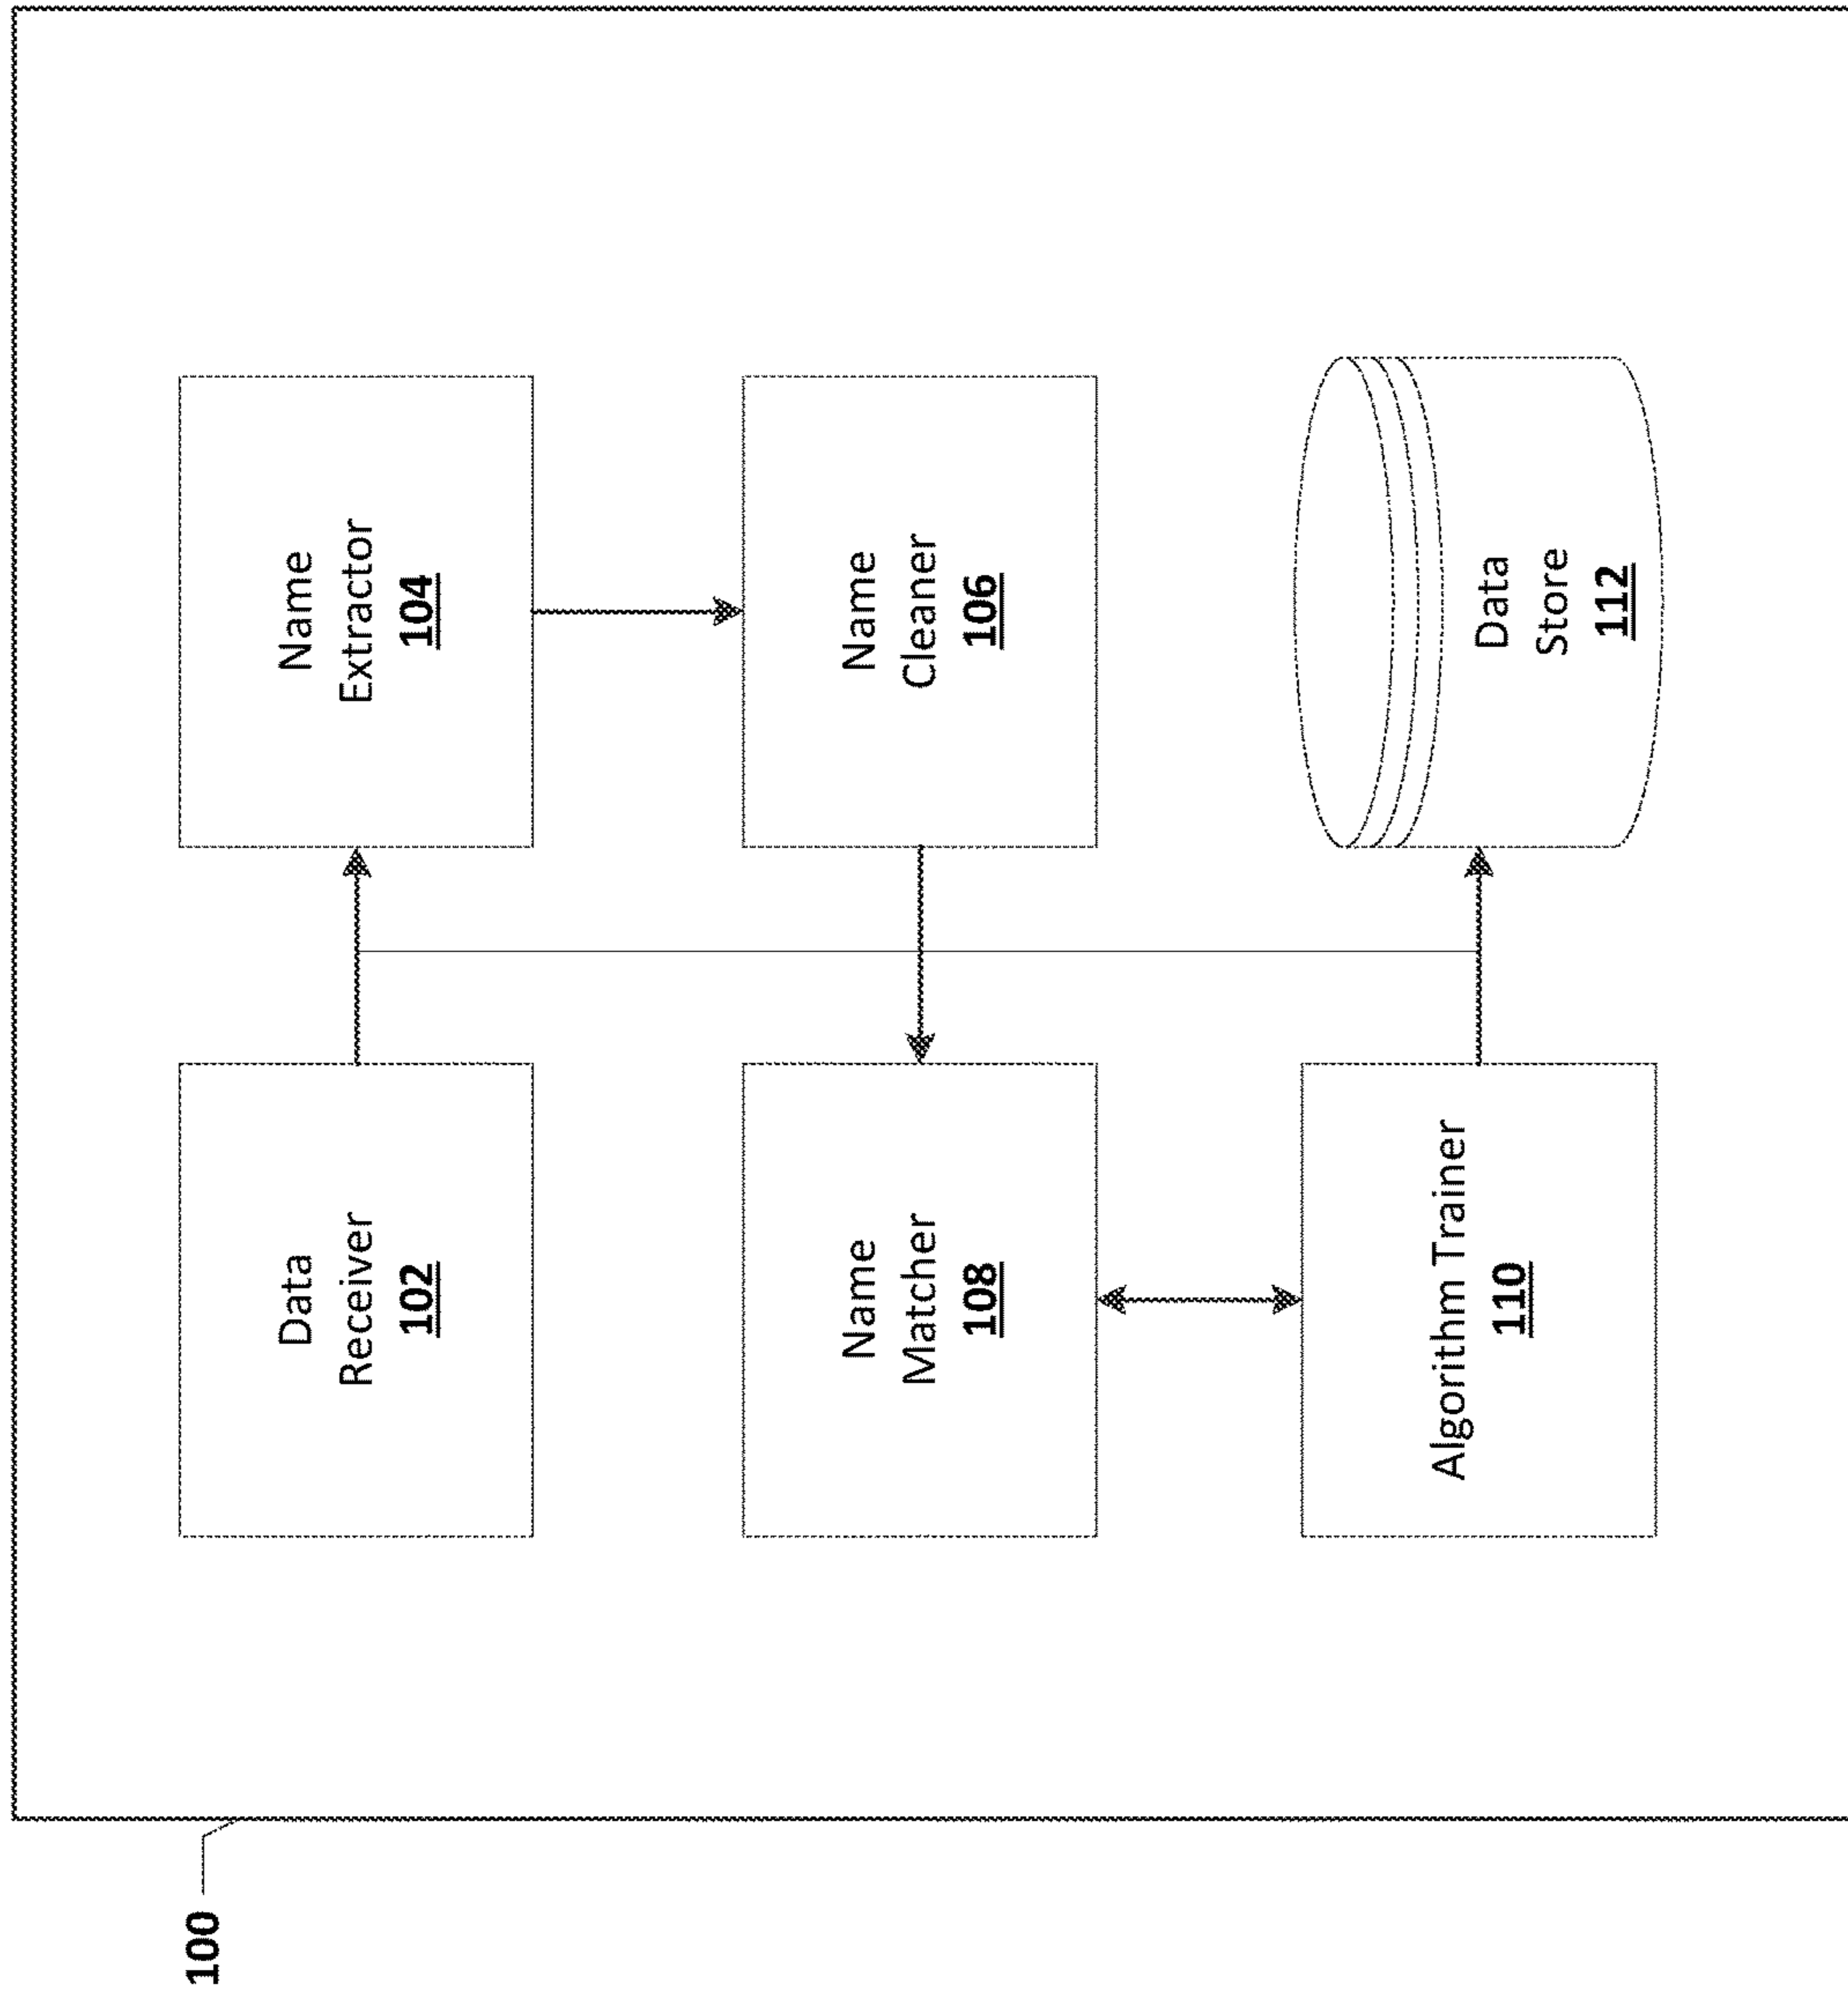 100
Data
Receiver
102
Name
Extractor
104
Name
Matcher
108
Name
Cleaner
106
Algorithm Trainer
110
Data
Store
112